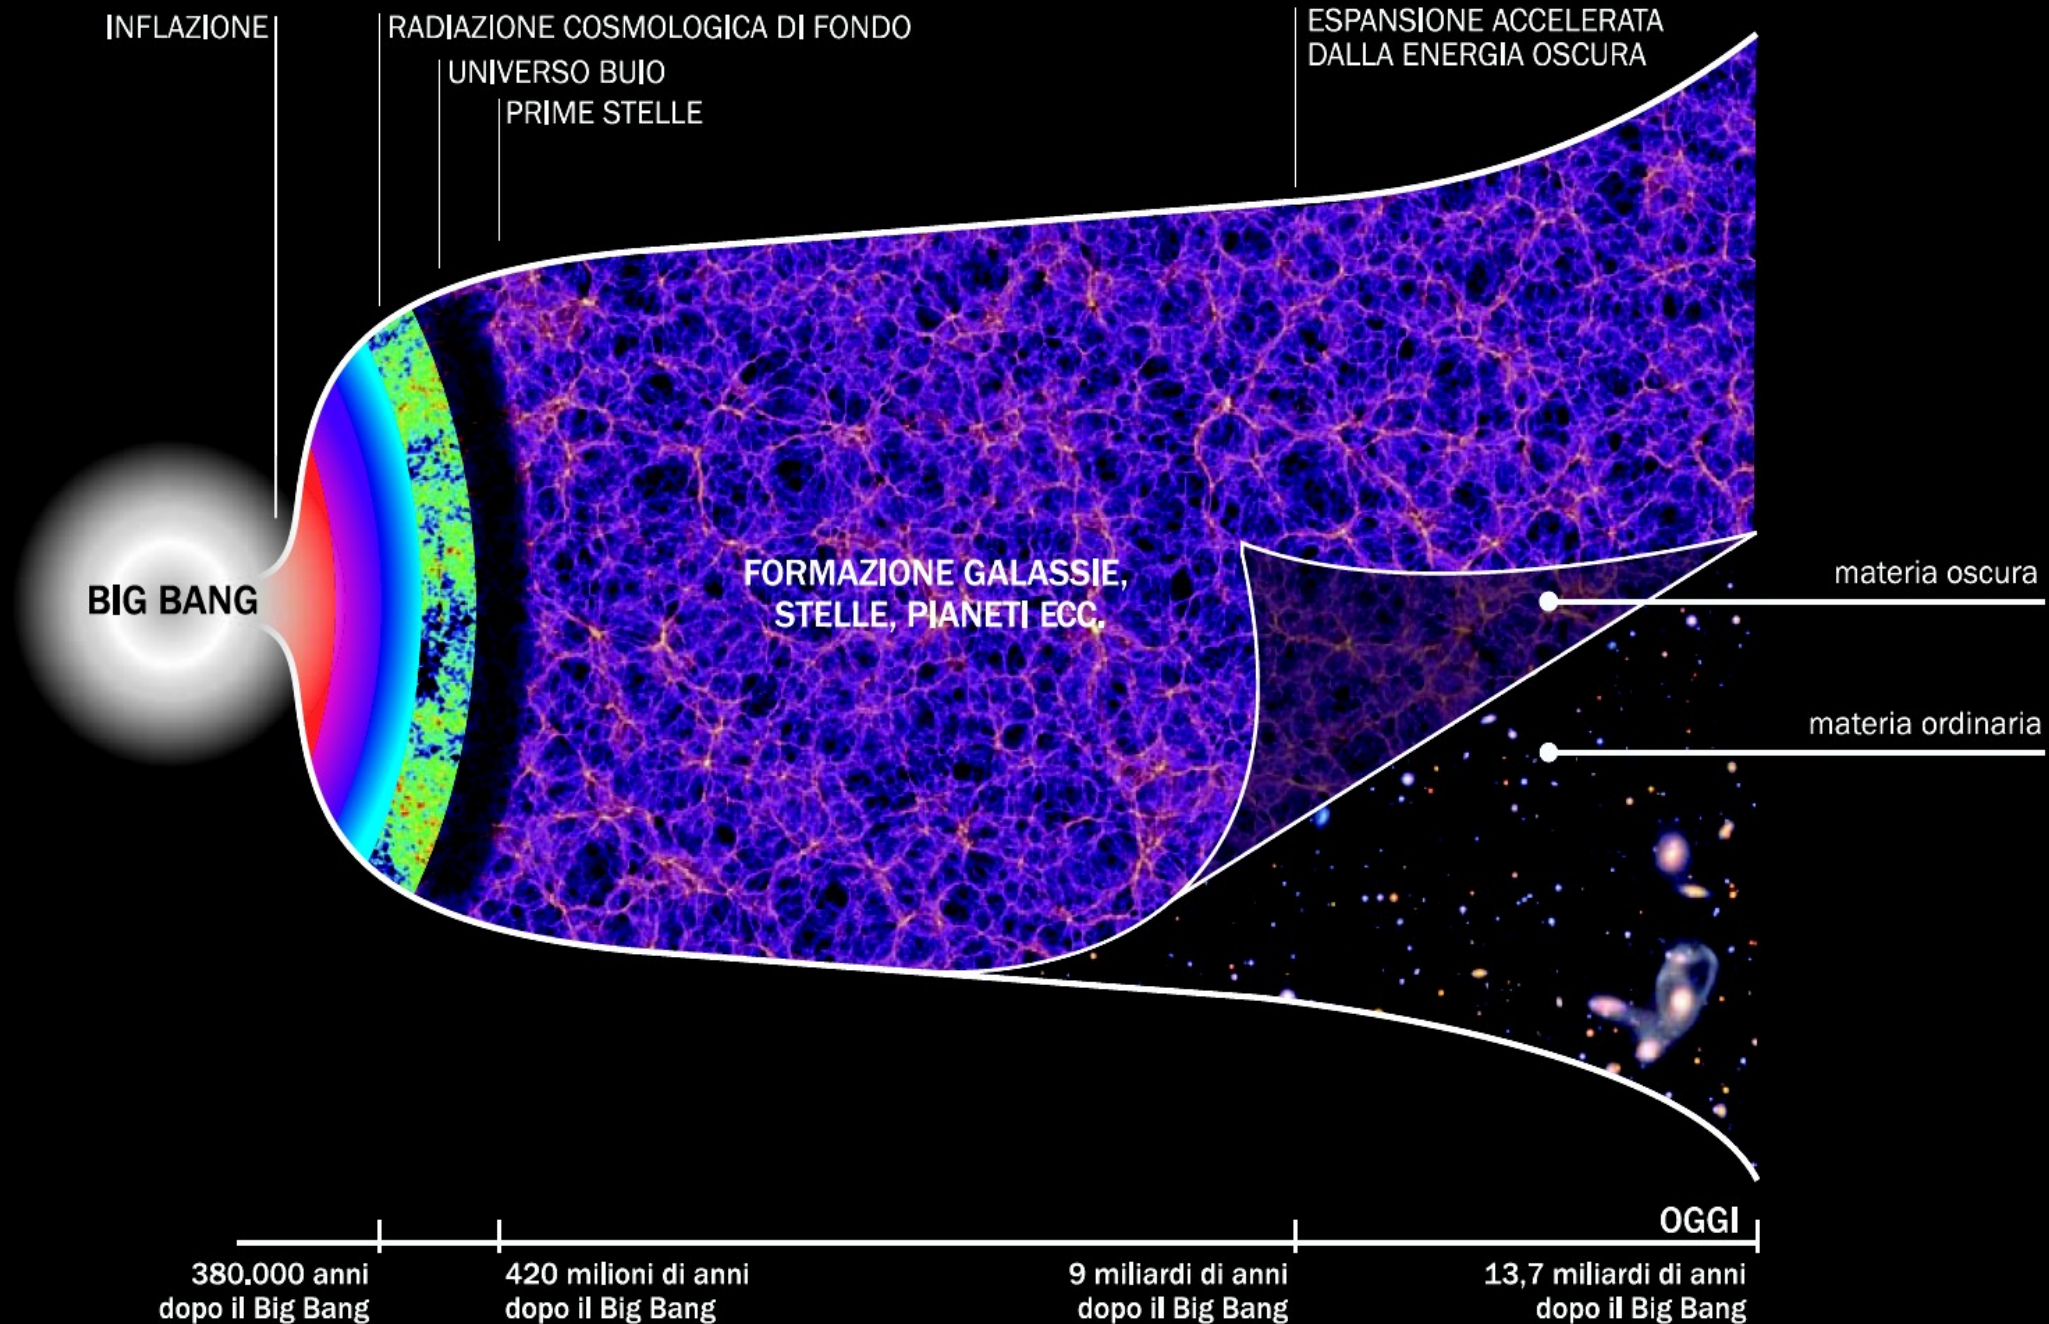 INFLAZIONE
RADIAZIONE COSMOLOGICA DI FONDO
UNIVERSO BUIO
PRIME STELLE
ESPANSIONE ACCELERATA
DALLA ENERGIA OSCURA
BIG BANG
FORMAZIONE GALASSIE,
STELLE, PIANETI ECC.
materia oscura
materia ordinaria
OGGI
380.000 anni
dopo il Big Bang
420 milioni di anni
dopo il Big Bang
9 miliardi di anni
dopo il Big Bang
13,7 miliardi di anni
dopo il Big Bang